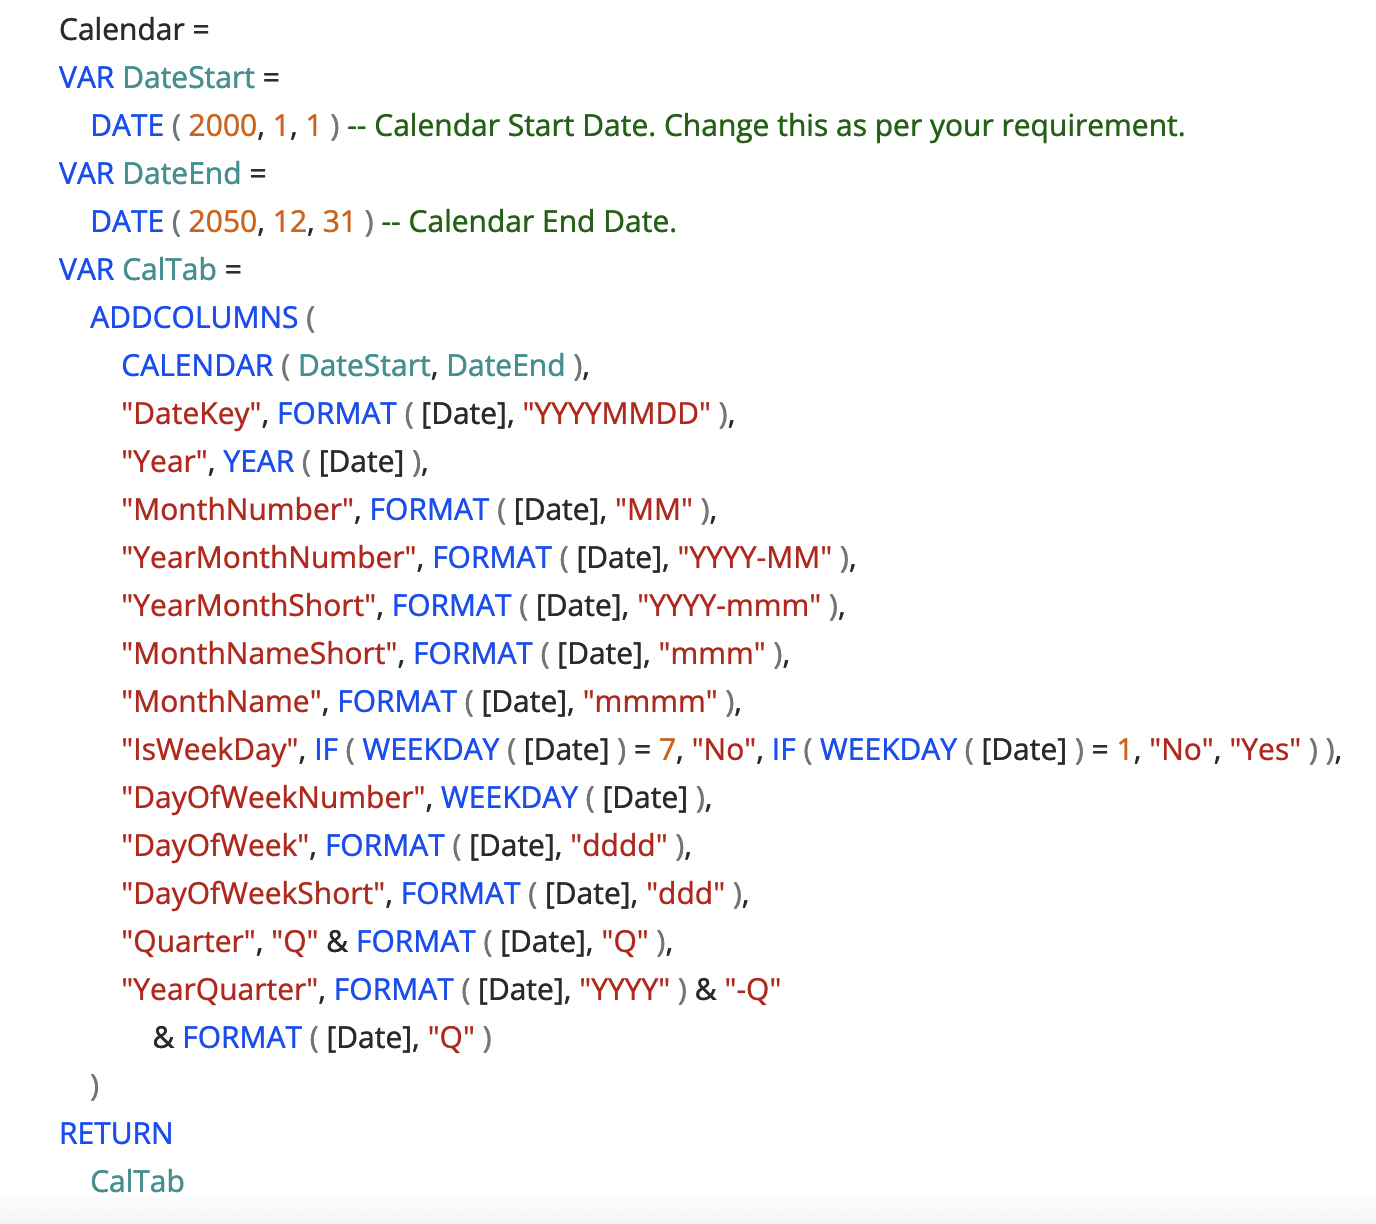 Calendar =
VAR DateStart =
DATE ( 2000, 1, 1 ) -- Calendar Start Date. Change this as per your requirement.
VAR DateEnd =
DATE ( 2050, 12, 31 ) -- Calendar End Date.
VAR CalTab =
ADDCOLUMNS (
CALENDAR ( DateStart, DateEnd ),
"DateKey", FORMAT ( [Date], "YYYYMMDD" ),
"Year", YEAR ( [Date] ),
"MonthNumber", FORMAT ( [Date], "MM" ),
"YearMonthNumber", FORMAT ( [Date], "YYYY-MM" ),
"YearMonthShort", FORMAT ( [Date], "YYYY-mmm" ),
"MonthNameShort", FORMAT ( [Date], "mmm" ),
"MonthName", FORMAT ( [Date], "mmmm" ),
"IsWeekDay", IF ( WEEKDAY ( [Date] ) = 7, "No", IF ( WEEKDAY ( [Date] ) = 1, "No", "Yes" ) ),
"DayOfWeekNumber", WEEKDAY ( [Date] ),
"DayOfWeek", FORMAT ( [Date], "dddd" ),
"DayOfWeekShort", FORMAT ( [Date], "ddd" ),
"Quarter", "Q" & FORMAT ( [Date], "Q" ),
"YearQuarter", FORMAT ( [Date], "YYYY" ) & "-Q"
& FORMAT ( [Date], "Q" )
)
RETURN
CalTab